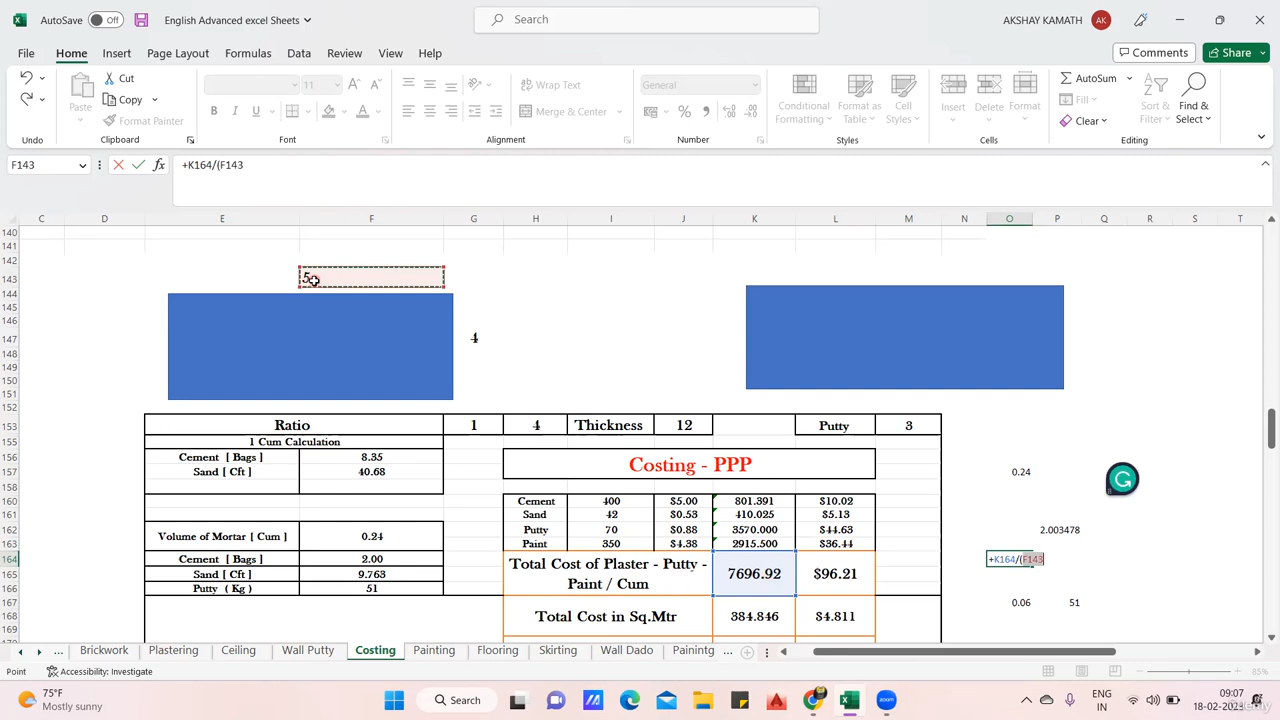 AutoSave Off English Advanced excel Sheets Search AKSHAY KAMATH AK
File Home Insert Page Layout Formulas Data Review View Help Comments Share
Cut
Copy
Format Painter
Paste
11
Wrap Text
Merge & Center
General
Conditional Formatting
Format as Table
Cell Styles
Insert Delete Format
AutoSum
Fill
Clear
Sort & Filter
Find & Select
Undo Clipboard Font Alignment Number Styles Cells Editing
F143 +K164/(F143
C D E F G H I J K L M N O P Q R S T
140
141
142
143 5
144
145
146
147 4
148
149
150
151
152
153 Ratio 1 4 Thickness 12 Putty 3
155 1 Cum Calculation
156 Cement [ Bags ] 8.35 Costing - PPP
157 Sand [ Cft ] 40.68 0.24
158
160 Cement 400 $5.00 801.391 $10.02
161 Sand 42 $0.53 410.025 $5.13
162 Volume of Mortar [ Cum ] 0.24 Putty 70 $0.88 3570.000 $44.63 2.003478
163 Paint 350 $4.38 2915.500 $36.44
164 Cement [ Bags ] 2.00 Total Cost of Plaster - Putty - Paint / Cum 7696.92 $96.21 +K164/(F143
165 Sand [ Cft ] 9.763
166 Putty ( Kg ) 51
167 0.06 51
168 Total Cost in Sq.Mtr 384.846 $4.811
169
... Brickwork Plastering Ceiling Wall Putty Costing Painting Flooring Skirting Wall Dado Painintg ...
Point Accessibility: Investigate 85%
75°F
Mostly sunny
Search
ENG
IN
09:07
18-02-2023